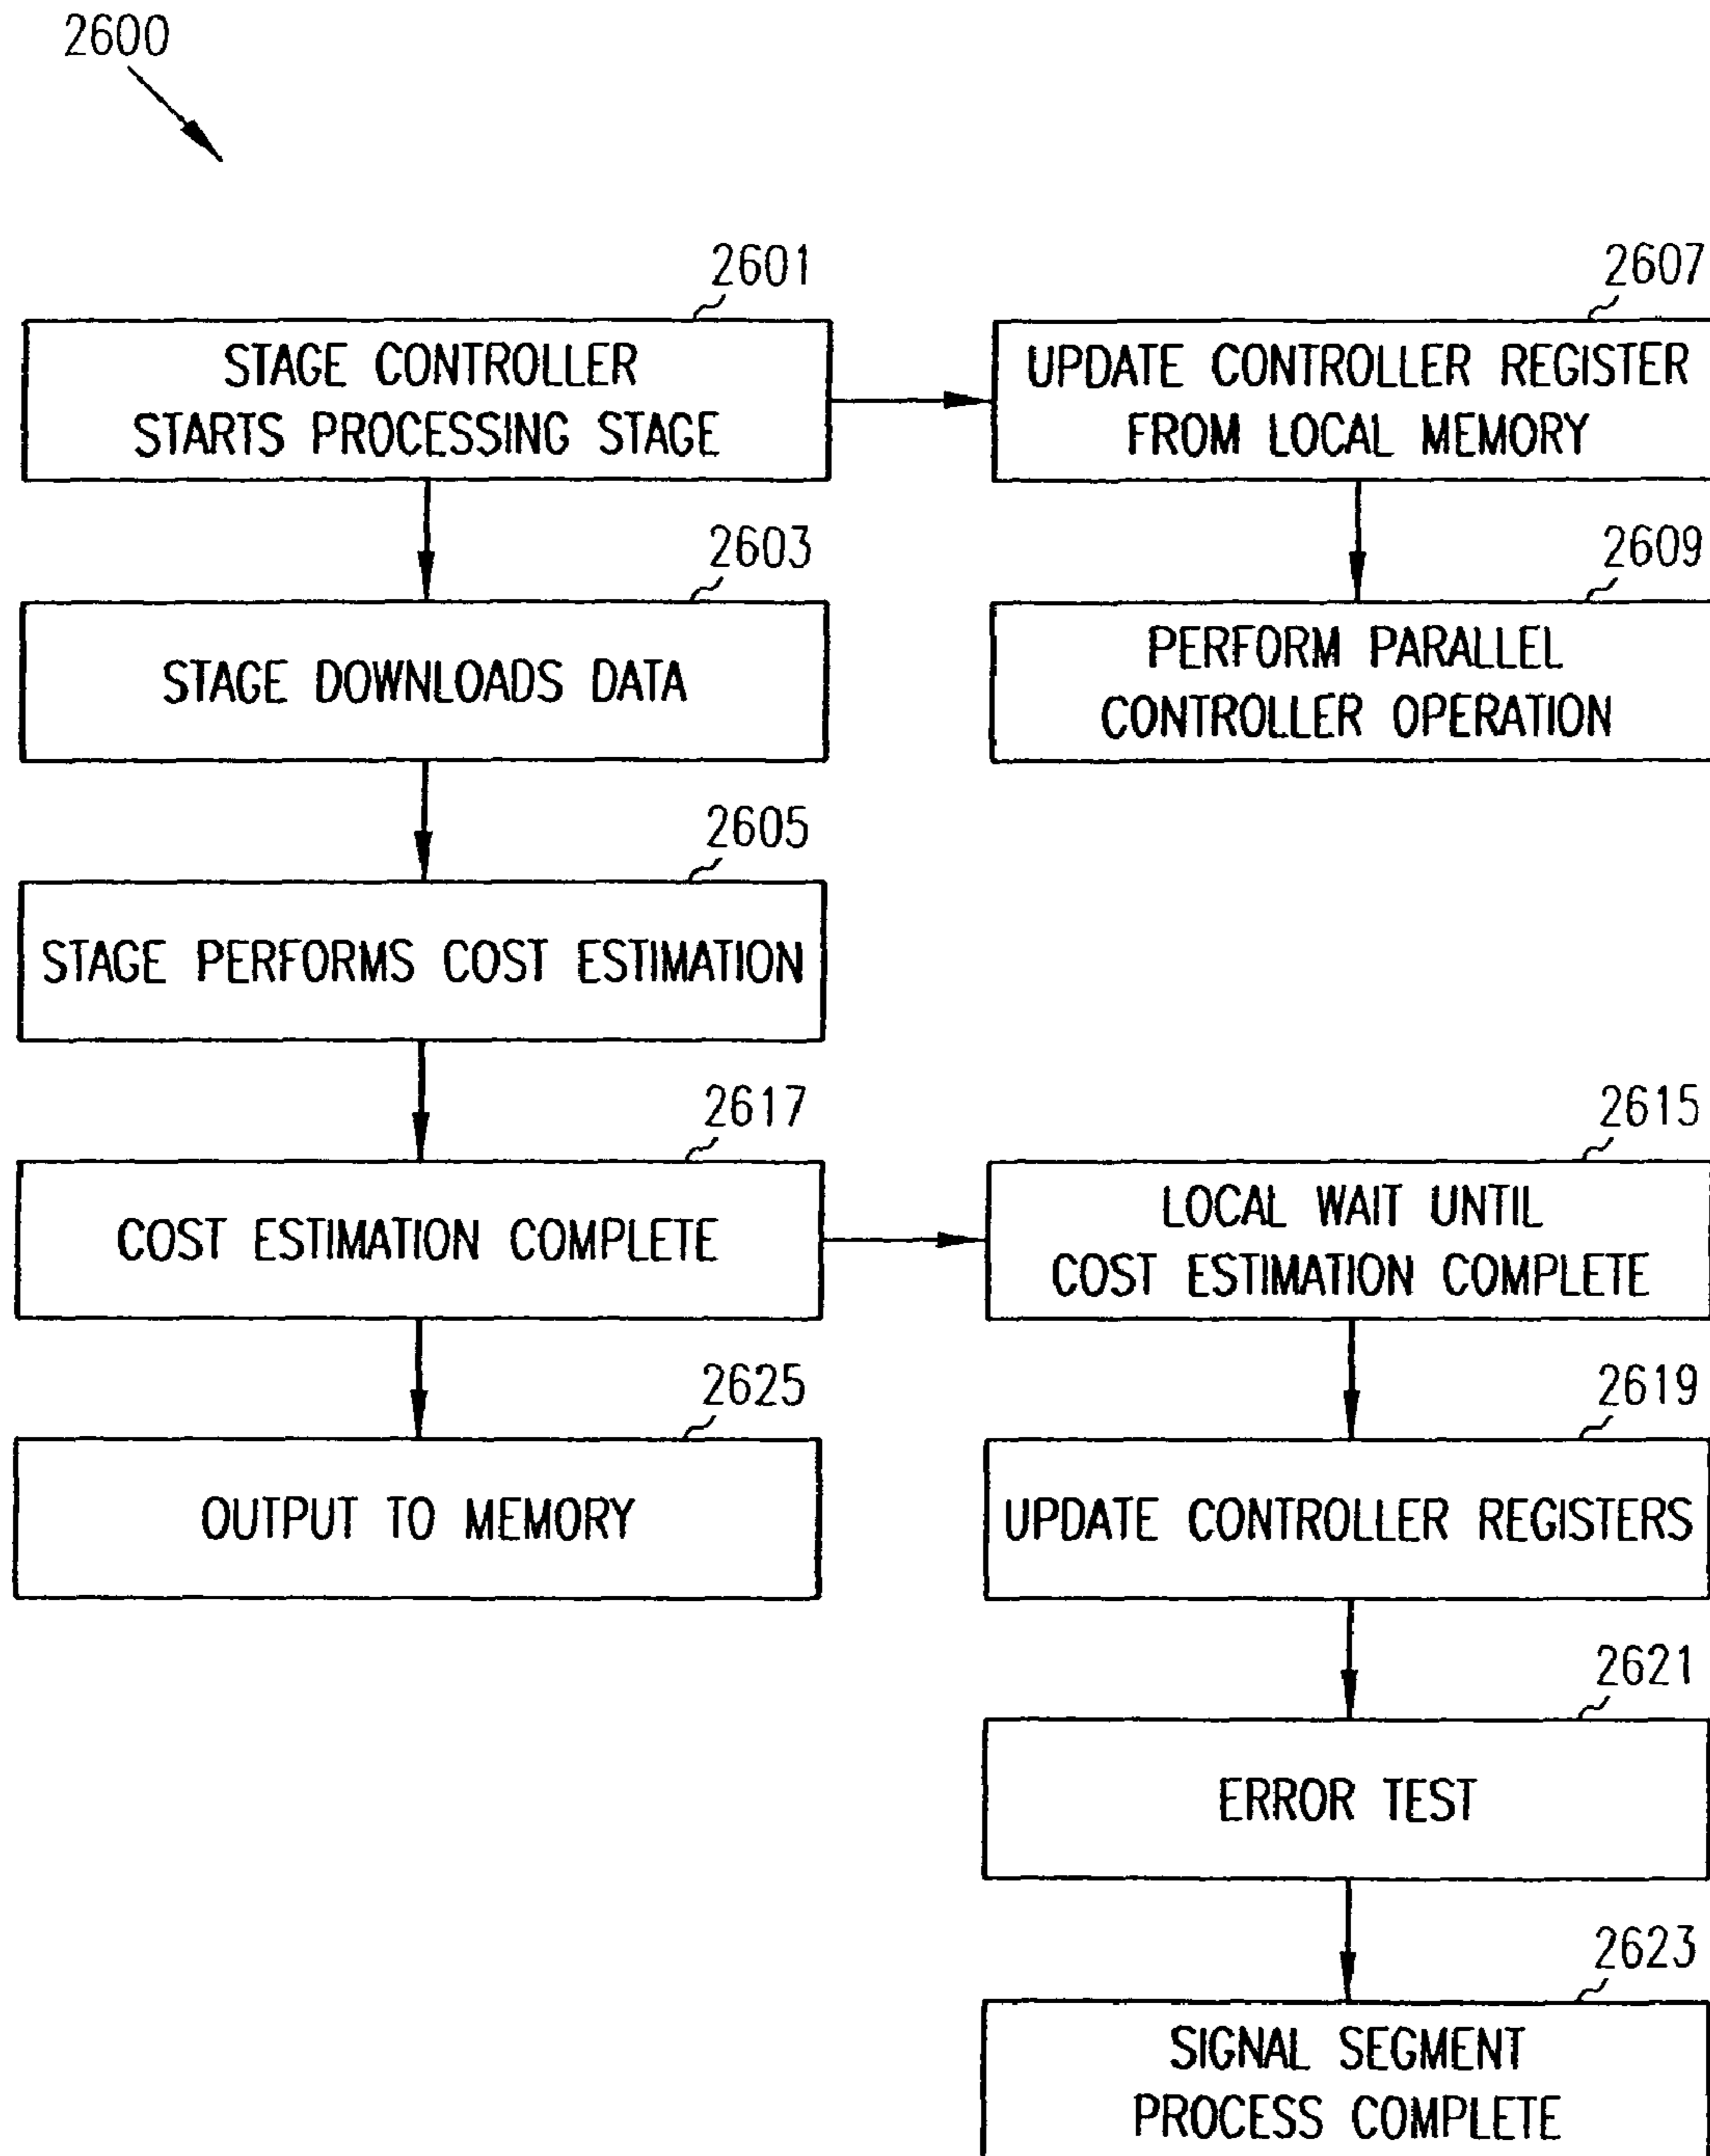 2600
2601
STAGE CONTROLLER
STARTS PROCESSING STAGE
2607
UPDATE CONTROLLER REGISTER
FROM LOCAL MEMORY
2603
STAGE DOWNLOADS DATA
2609
PERFORM PARALLEL
CONTROLLER OPERATION
2605
STAGE PERFORMS COST ESTIMATION
2617
COST ESTIMATION COMPLETE
2615
LOCAL WAIT UNTIL
COST ESTIMATION COMPLETE
2625
OUTPUT TO MEMORY
2619
UPDATE CONTROLLER REGISTERS
2621
ERROR TEST
2623
SIGNAL SEGMENT
PROCESS COMPLETE